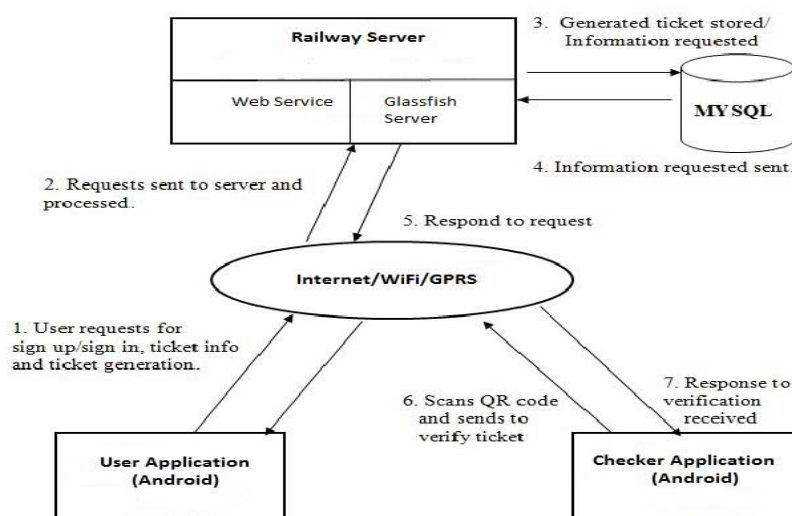 Railway Server
Web Service
Glassfish
Server
3. Generated ticket stored/
Information requested
MYSQL
4. Information requested sent.
2. Requests sent to server and
processed.
5. Respond to request
Internet/WiFi/GPRS
1. User requests for
sign up/sign in, ticket info
and ticket generation.
6. Scans QR code
and sends to
verify ticket
7. Response to
verification
received
User Application
(Android)
Checker Application
(Android)